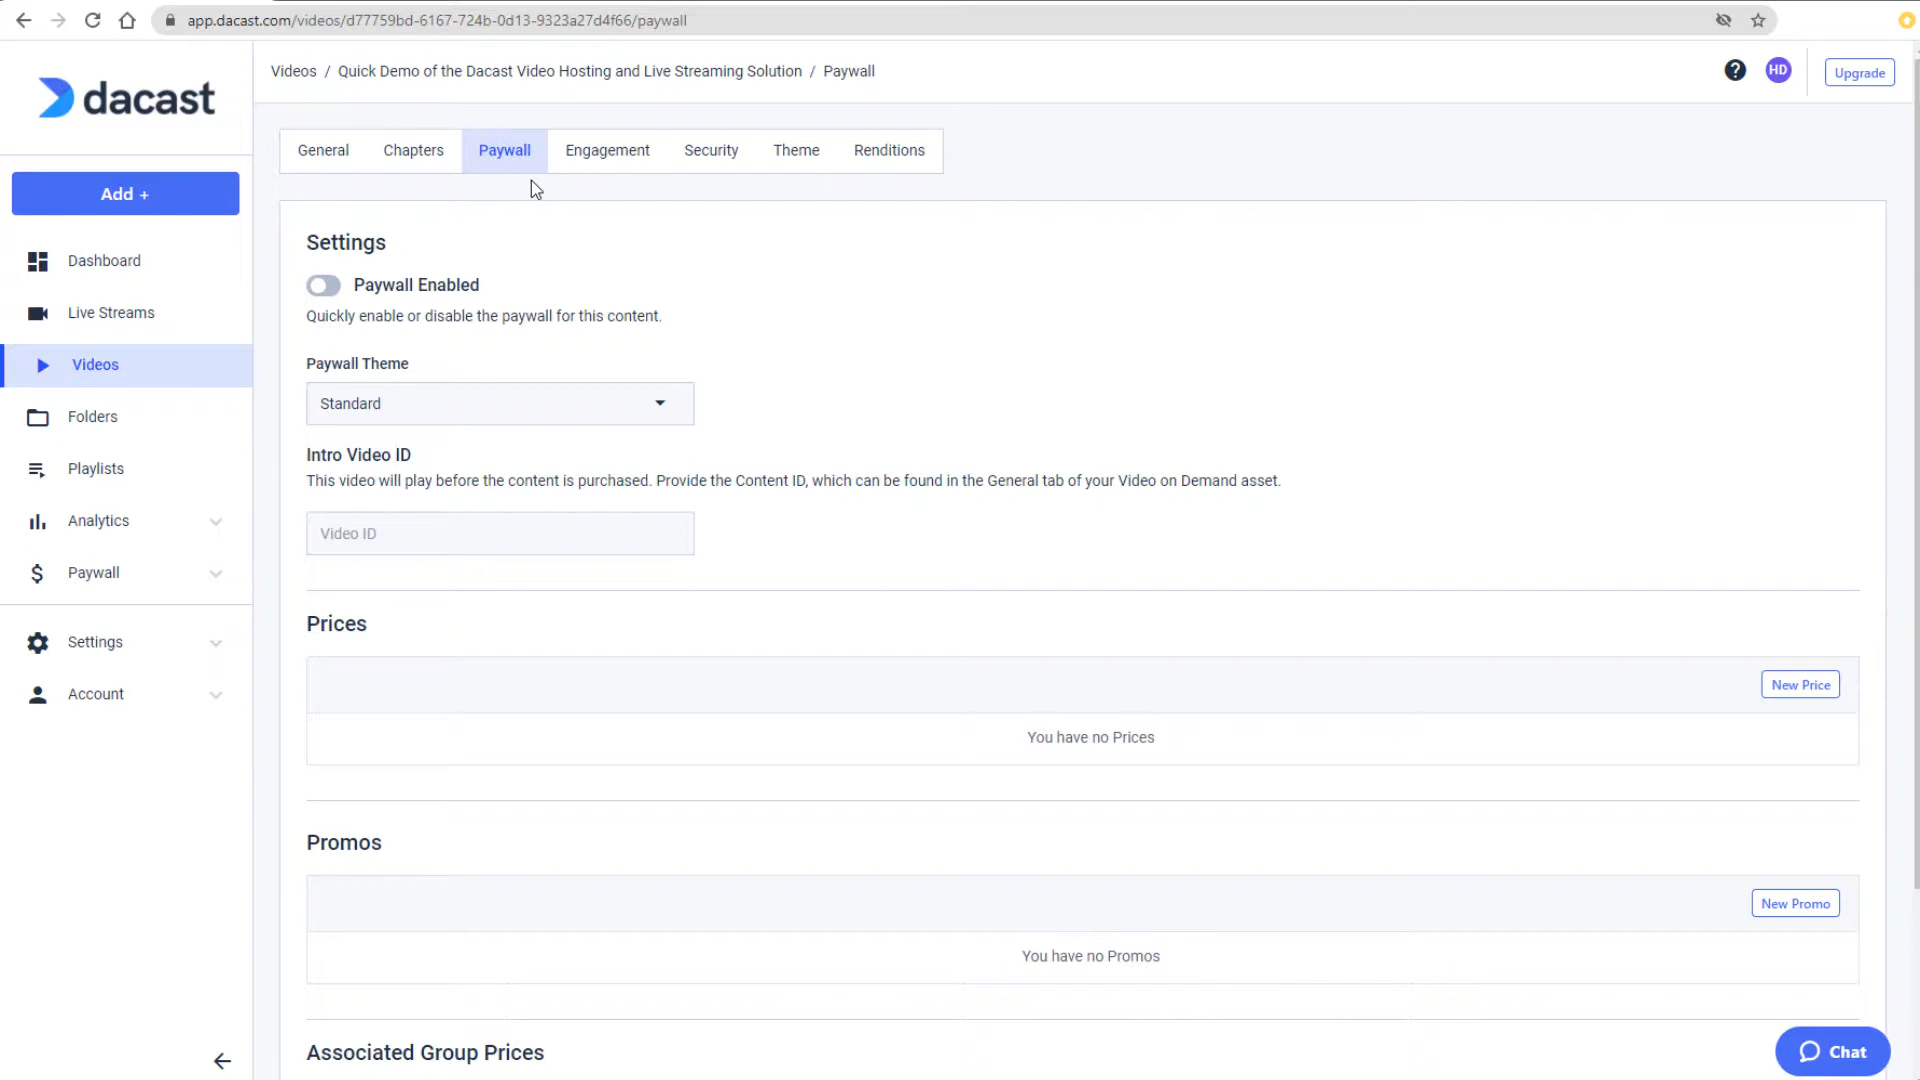 app.dacast.com/videos/d77759bd-6167-724b-0d13-9323a27d4f66/paywall
dacast
Videos / Quick Demo of the Dacast Video Hosting and Live Streaming Solution / Paywall
? HD Upgrade
General Chapters Paywall Engagement Security Theme Renditions
Add +
Dashboard
Live Streams
Videos
Folders
Playlists
Analytics
Paywall
Settings
Account
Settings
Paywall Enabled
Quickly enable or disable the paywall for this content.
Paywall Theme
Standard
Intro Video ID
This video will play before the content is purchased. Provide the Content ID, which can be found in the General tab of your Video on Demand asset.
Video ID
Prices
New Price
You have no Prices
Promos
New Promo
You have no Promos
Associated Group Prices
Chat